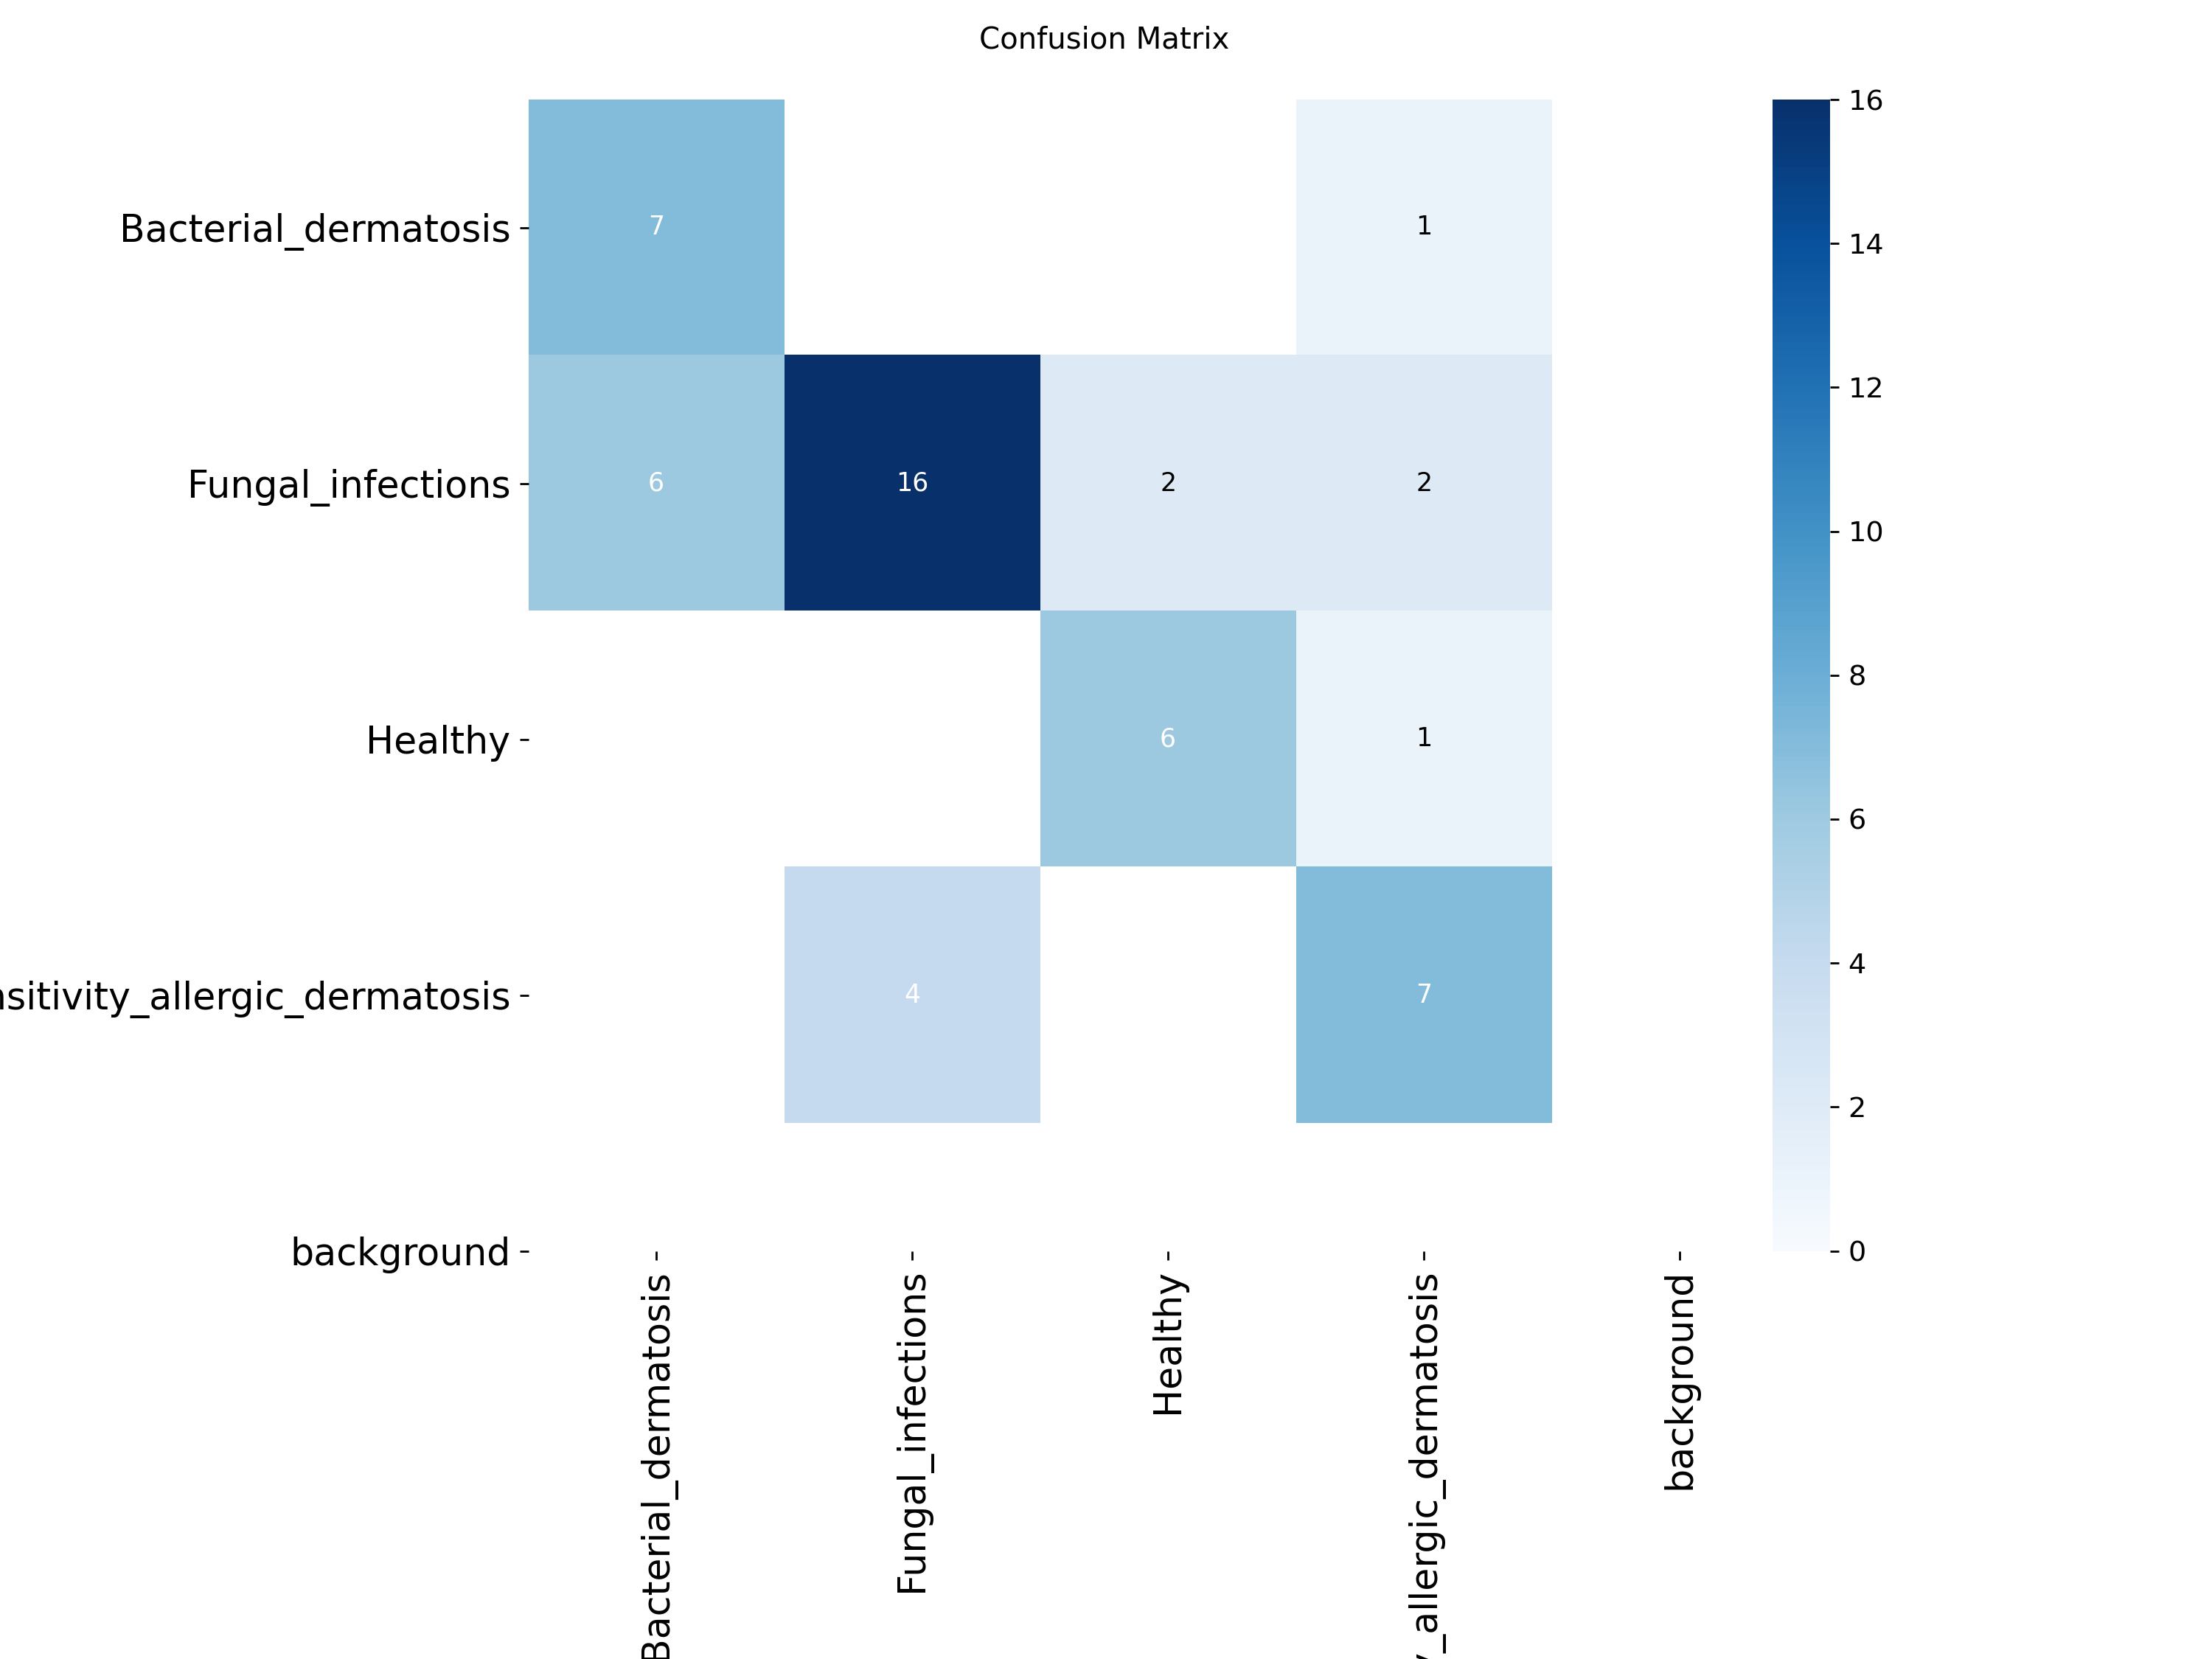 Confusion Matrix
Bacterial_dermatosis
7
1
Fungal_infections
6
16
2
2
Healthy
6
1
nsitivity_allergic_dermatosis
4
7
background
Bacterial_dermatosis
Fungal_infections
Healthy
y_allergic_dermatosis
background
16
14
12
10
8
6
4
2
0